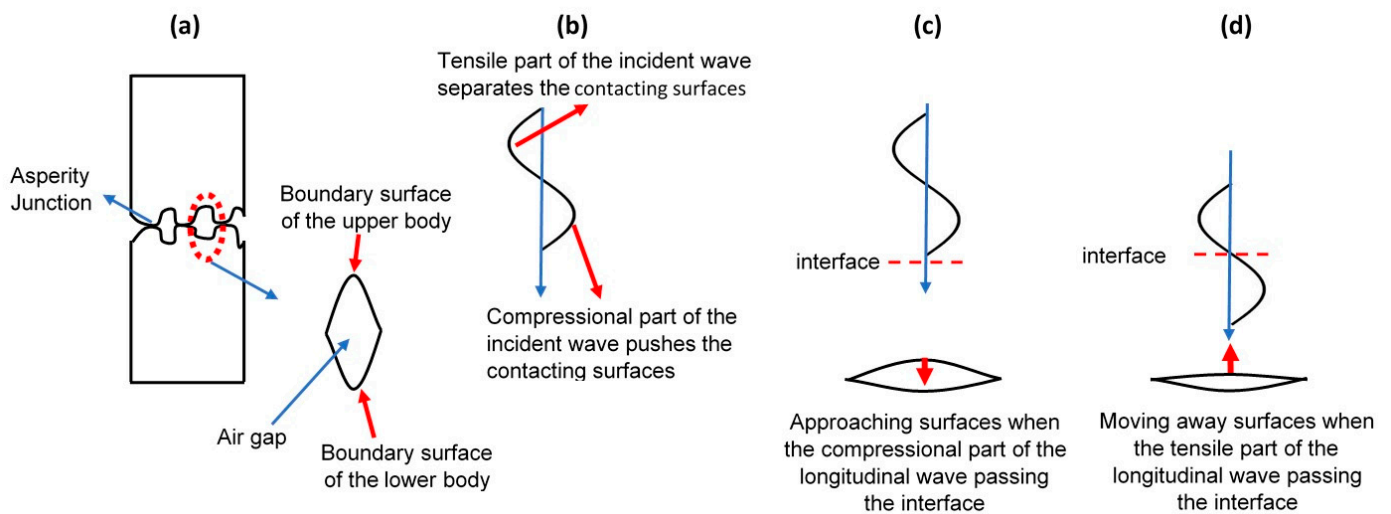 (a)
Asperity
Junction
Boundary surface
of the upper body
Air gap
Boundary surface
of the lower body
(b)
Tensile part of the incident wave
separates the contacting surfaces
Compressional part of the
incident wave pushes the
contacting surfaces
(c)
interface
Approaching surfaces when
the compressional part of the
longitudinal wave passing
the interface
(d)
interface
Moving away surfaces when
the tensile part of the
longitudinal wave passing
the interface